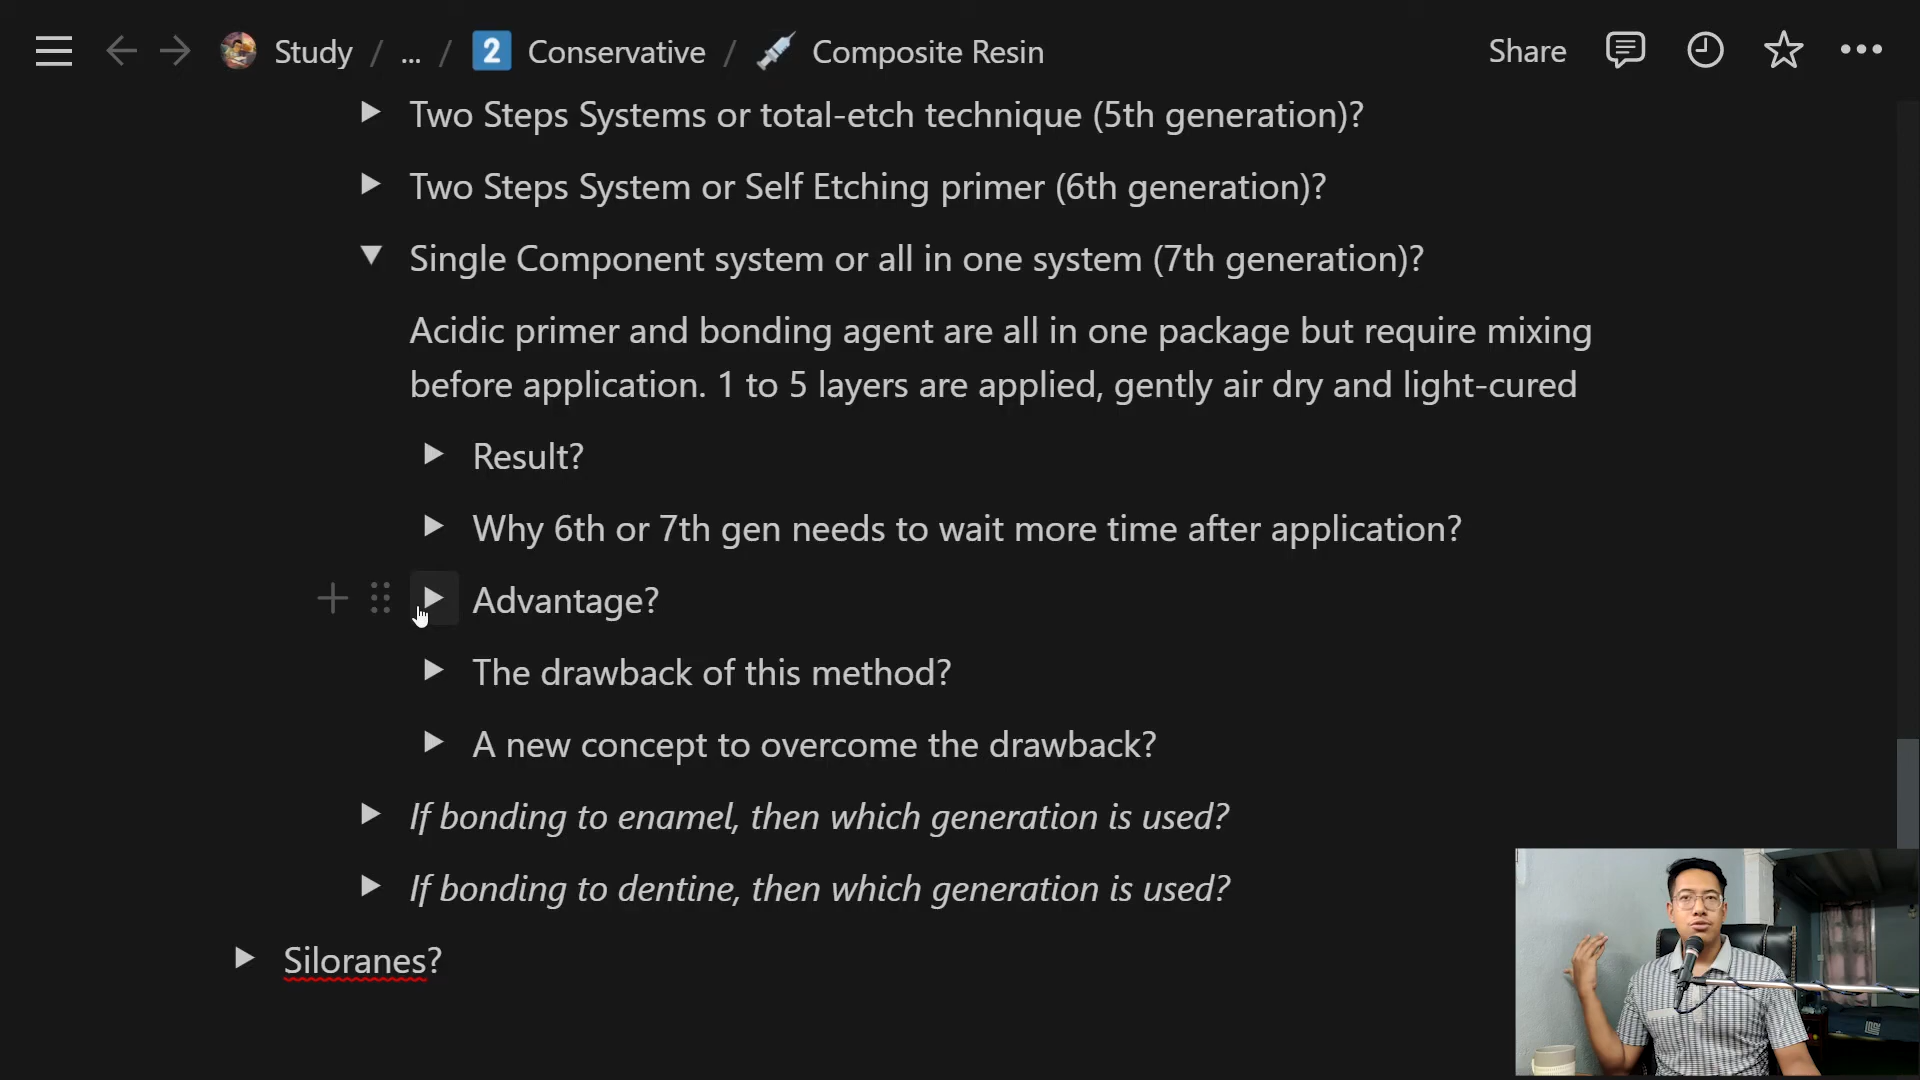 Study / ... / 2 Conservative / Composite Resin
Share
Two Steps Systems or total-etch technique (5th generation)?
Two Steps System or Self Etching primer (6th generation)?
Single Component system or all in one system (7th generation)?
Acidic primer and bonding agent are all in one package but require mixing
before application. 1 to 5 layers are applied, gently air dry and light-cured
Result?
Why 6th or 7th gen needs to wait more time after application?
Advantage?
The drawback of this method?
A new concept to overcome the drawback?
If bonding to enamel, then which generation is used?
If bonding to dentine, then which generation is used?
Siloranes?